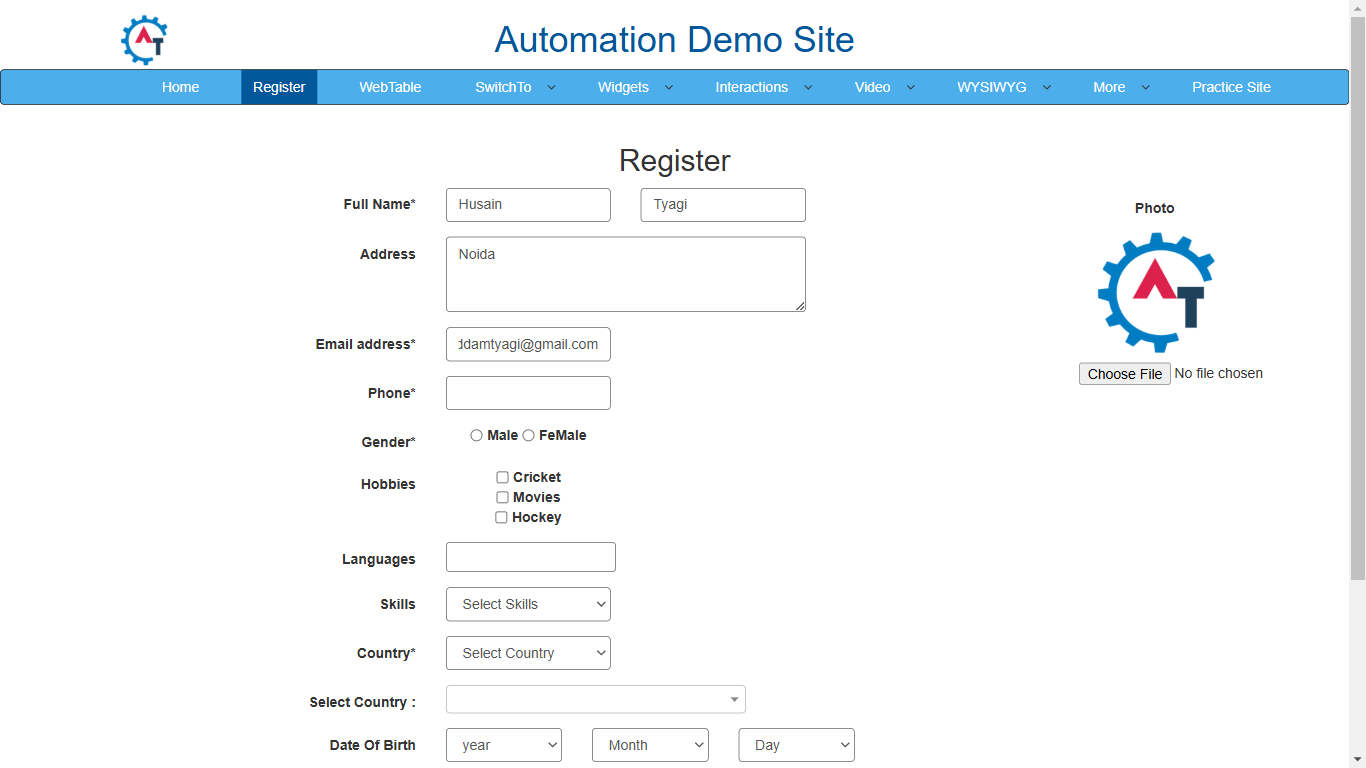 Automation Demo Site
Home Register WebTable SwitchTo Widgets Interactions Video WYSIWYG More Practice Site
Register
Full Name* Husain Tyagi
Photo
Address Noida
AT
Email address* ddamtyagi@gmail.com
Choose File No file chosen
Phone*
Gender* Male FeMale
Hobbies Cricket
Movies
Hockey
Languages
Skills Select Skills
Country* Select Country
Select Country :
Date Of Birth year Month Day